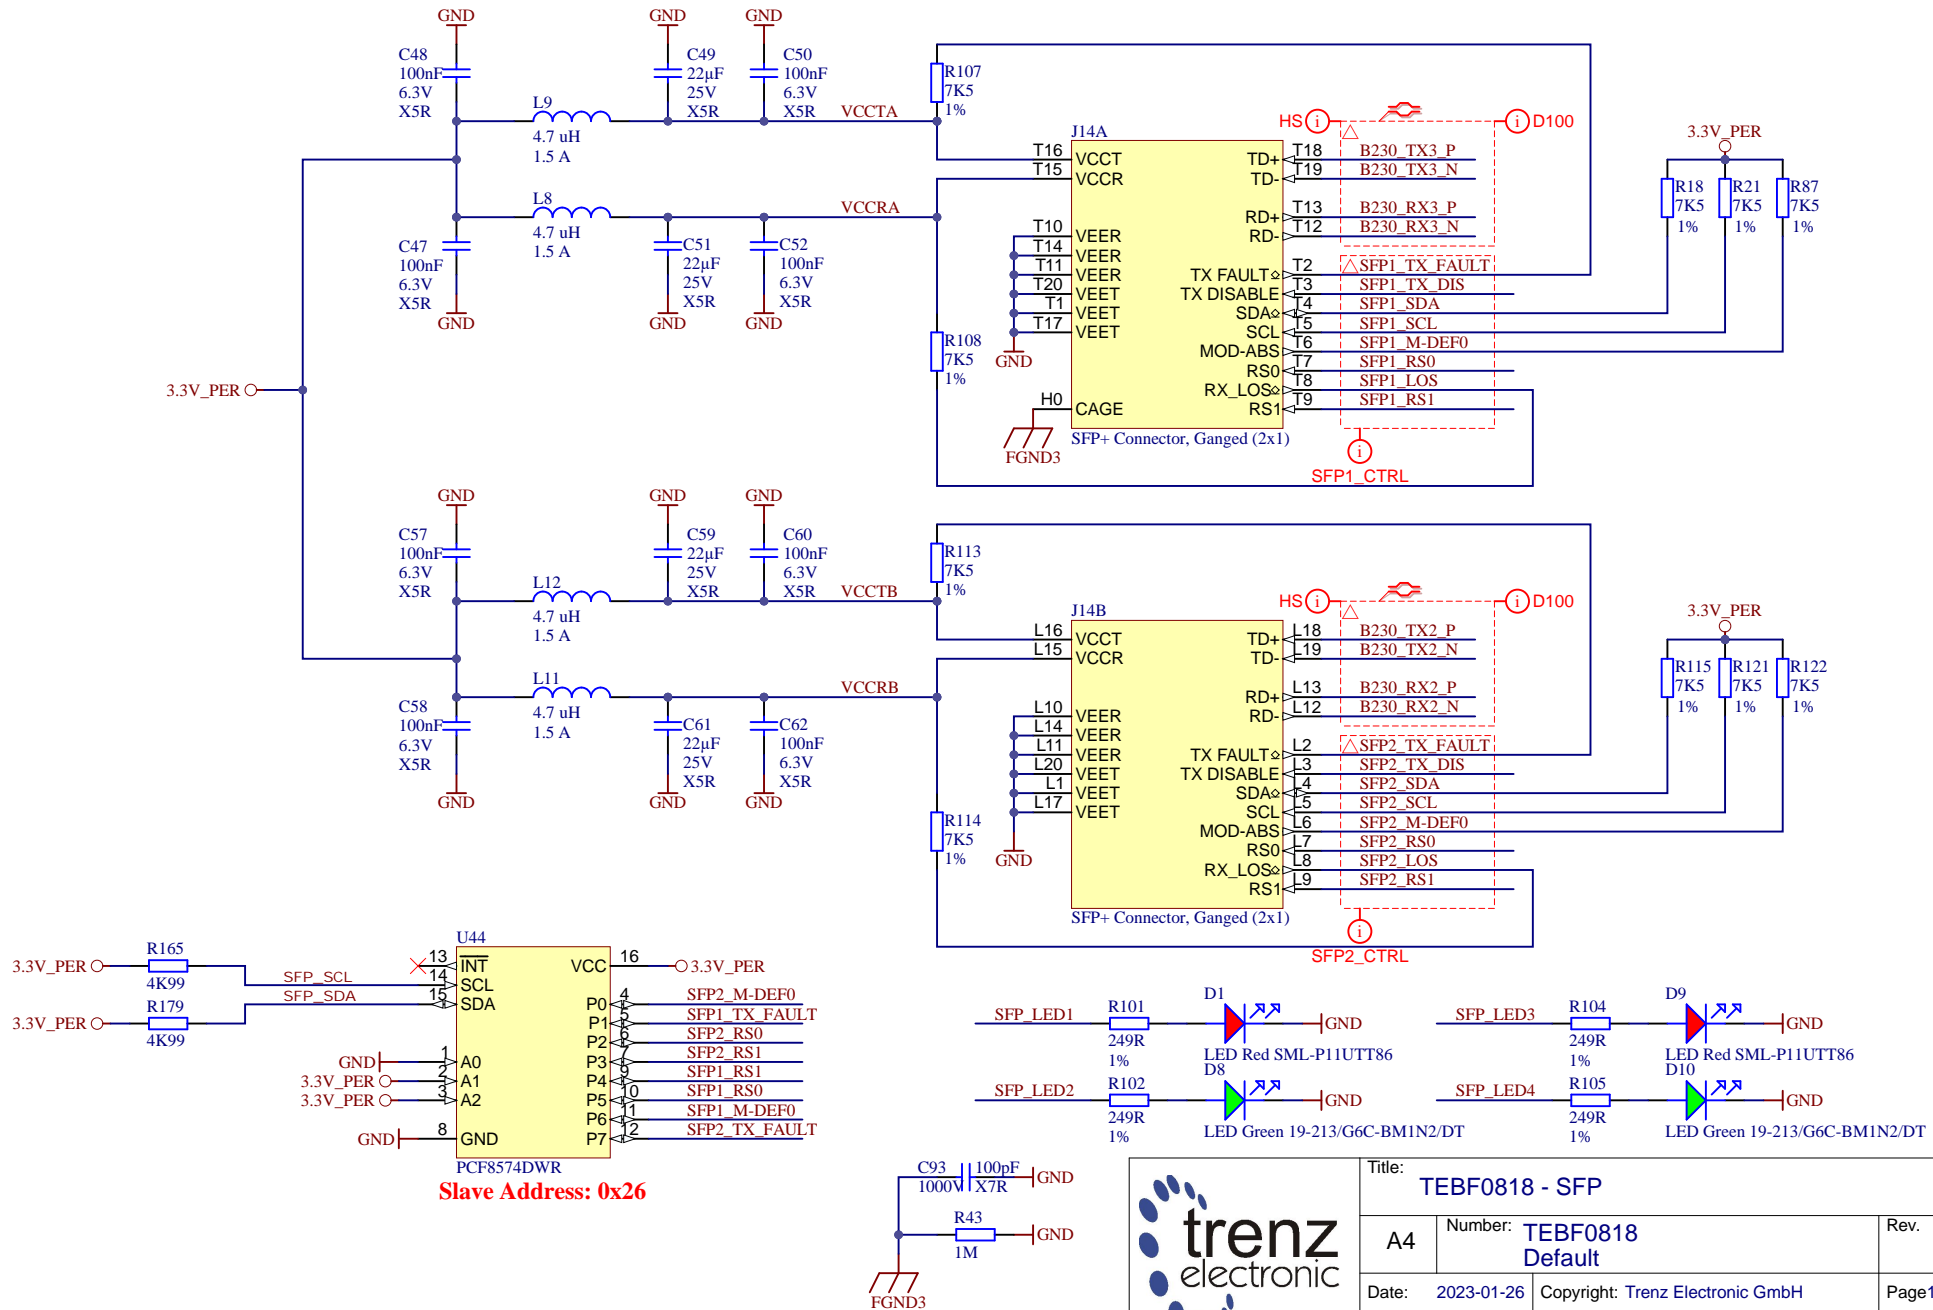 GND
GND
GND
C48
100nF
6.3V
X5R
C49
22µF
25V
X5R
C50
100nF
6.3V
X5R
L9
4.7 uH
1.5 A
VCCTA
R107
7K5
1%
L8
4.7 uH
1.5 A
VCCRA
C47
100nF
6.3V
X5R
GND
C51
22µF
25V
X5R
GND
C52
100nF
6.3V
X5R
GND
R108
7K5
1%
3.3V_PER
J14A
T16 VCCT
T15 VCCR
T10 VEER
T14 VEER
T11 VEER
T20 VEET
T1 VEET
T17 VEET
GND
H0 CAGE
FGND3
SFP+ Connector, Ganged (2x1)
HS i
i D100
TD+ T18 B230_TX3_P
TD- T19 B230_TX3_N
RD+ T13 B230_RX3_P
RD- T12 B230_RX3_N
TX FAULT T2 SFP1_TX_FAULT
TX DISABLE T3 SFP1_TX_DIS
SDA T4 SFP1_SDA
SCL T5 SFP1_SCL
MOD-ABS T6 SFP1_M-DEF0
RS0 T7 SFP1_RS0
RX_LOS T8 SFP1_LOS
RS1 T9 SFP1_RS1
i
SFP1_CTRL
3.3V_PER
R18
7K5
1%
R21
7K5
1%
R87
7K5
1%
GND
GND
GND
C57
100nF
6.3V
X5R
C59
22µF
25V
X5R
C60
100nF
6.3V
X5R
L12
4.7 uH
1.5 A
VCCTB
R113
7K5
1%
L11
4.7 uH
1.5 A
VCCRB
C58
100nF
6.3V
X5R
GND
C61
22µF
25V
X5R
GND
C62
100nF
6.3V
X5R
GND
R114
7K5
1%
J14B
L16 VCCT
L15 VCCR
L10 VEER
L14 VEER
L11 VEER
L20 VEET
L1 VEET
L17 VEET
GND
SFP+ Connector, Ganged (2x1)
HS i
i D100
TD+ L18 B230_TX2_P
TD- L19 B230_TX2_N
RD+ L13 B230_RX2_P
RD- L12 B230_RX2_N
TX FAULT L2 SFP2_TX_FAULT
TX DISABLE L3 SFP2_TX_DIS
SDA L4 SFP2_SDA
SCL L5 SFP2_SCL
MOD-ABS L6 SFP2_M-DEF0
RS0 L7 SFP2_RS0
RX_LOS L8 SFP2_LOS
RS1 L9 SFP2_RS1
i
SFP2_CTRL
3.3V_PER
R115
7K5
1%
R121
7K5
1%
R122
7K5
1%
U44
R165
3.3V_PER
4K99
SFP_SCL
SFP_SDA
R179
3.3V_PER
4K99
13 INT
14 SCL
15 SDA
GND 1 A0
3.3V_PER 2 A1
3.3V_PER 3 A2
GND 8 GND
VCC 16 3.3V_PER
P0 4 SFP2_M-DEF0
P1 5 SFP1_TX_FAULT
P2 6 SFP2_RS0
P3 7 SFP2_RS1
P4 9 SFP1_RS1
P5 10 SFP1_RS0
P6 11 SFP1_M-DEF0
P7 12 SFP2_TX_FAULT
PCF8574DWR
Slave Address: 0x26
SFP_LED1
R101
249R
1%
D1
GND
LED Red SML-P11UTT86
SFP_LED3
R104
249R
1%
D9
GND
LED Red SML-P11UTT86
SFP_LED2
R102
249R
1%
D8
GND
LED Green 19-213/G6C-BM1N2/DT
SFP_LED4
R105
249R
1%
D10
GND
LED Green 19-213/G6C-BM1N2/DT
C93 100pF
1000V X7R
GND
R43
1M
GND
FGND3
trenz
electronic
Title:
TEBF0818 - SFP
A4
Number: TEBF0818
Default
Rev.
Date: 2023-01-26
Copyright: Trenz Electronic GmbH
Page1